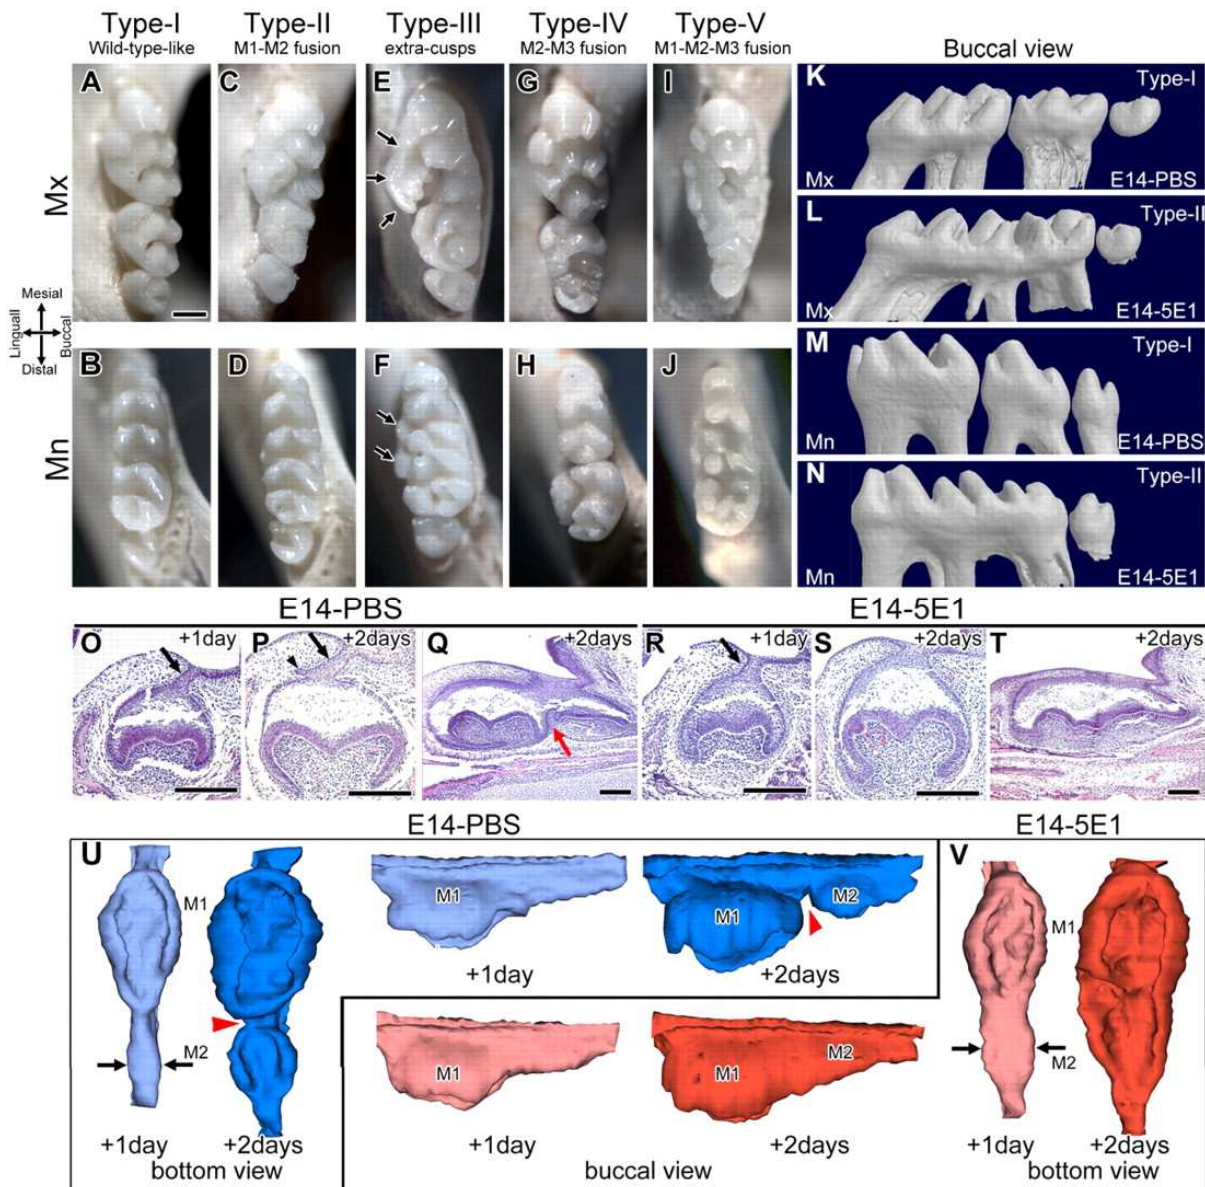 Type-I Type-II Type-III Type-IV Type-V
Wild-type-like M1-M2 fusion extra-cusps M2-M3 fusion M1-M2-M3 fusion Buccal view
A C E G I K Type-I
Mx E14-PBS
Mx
L Type-II
Mx E14-5E1
Mesial
Linguall Buccal
Distal
M Type-I
Mn E14-PBS
B D F H J
Mn
N Type-II
Mn E14-5E1
E14-PBS E14-5E1
O +1day P +2days Q +2days R +1day S +2days T +2days
E14-PBS E14-5E1
U V
M1 M1 M1 M2 M1
M2 +1day +2days M2
M1 M1 M2
+1day +2days +1day +2days +1day +2days
bottom view buccal view bottom view